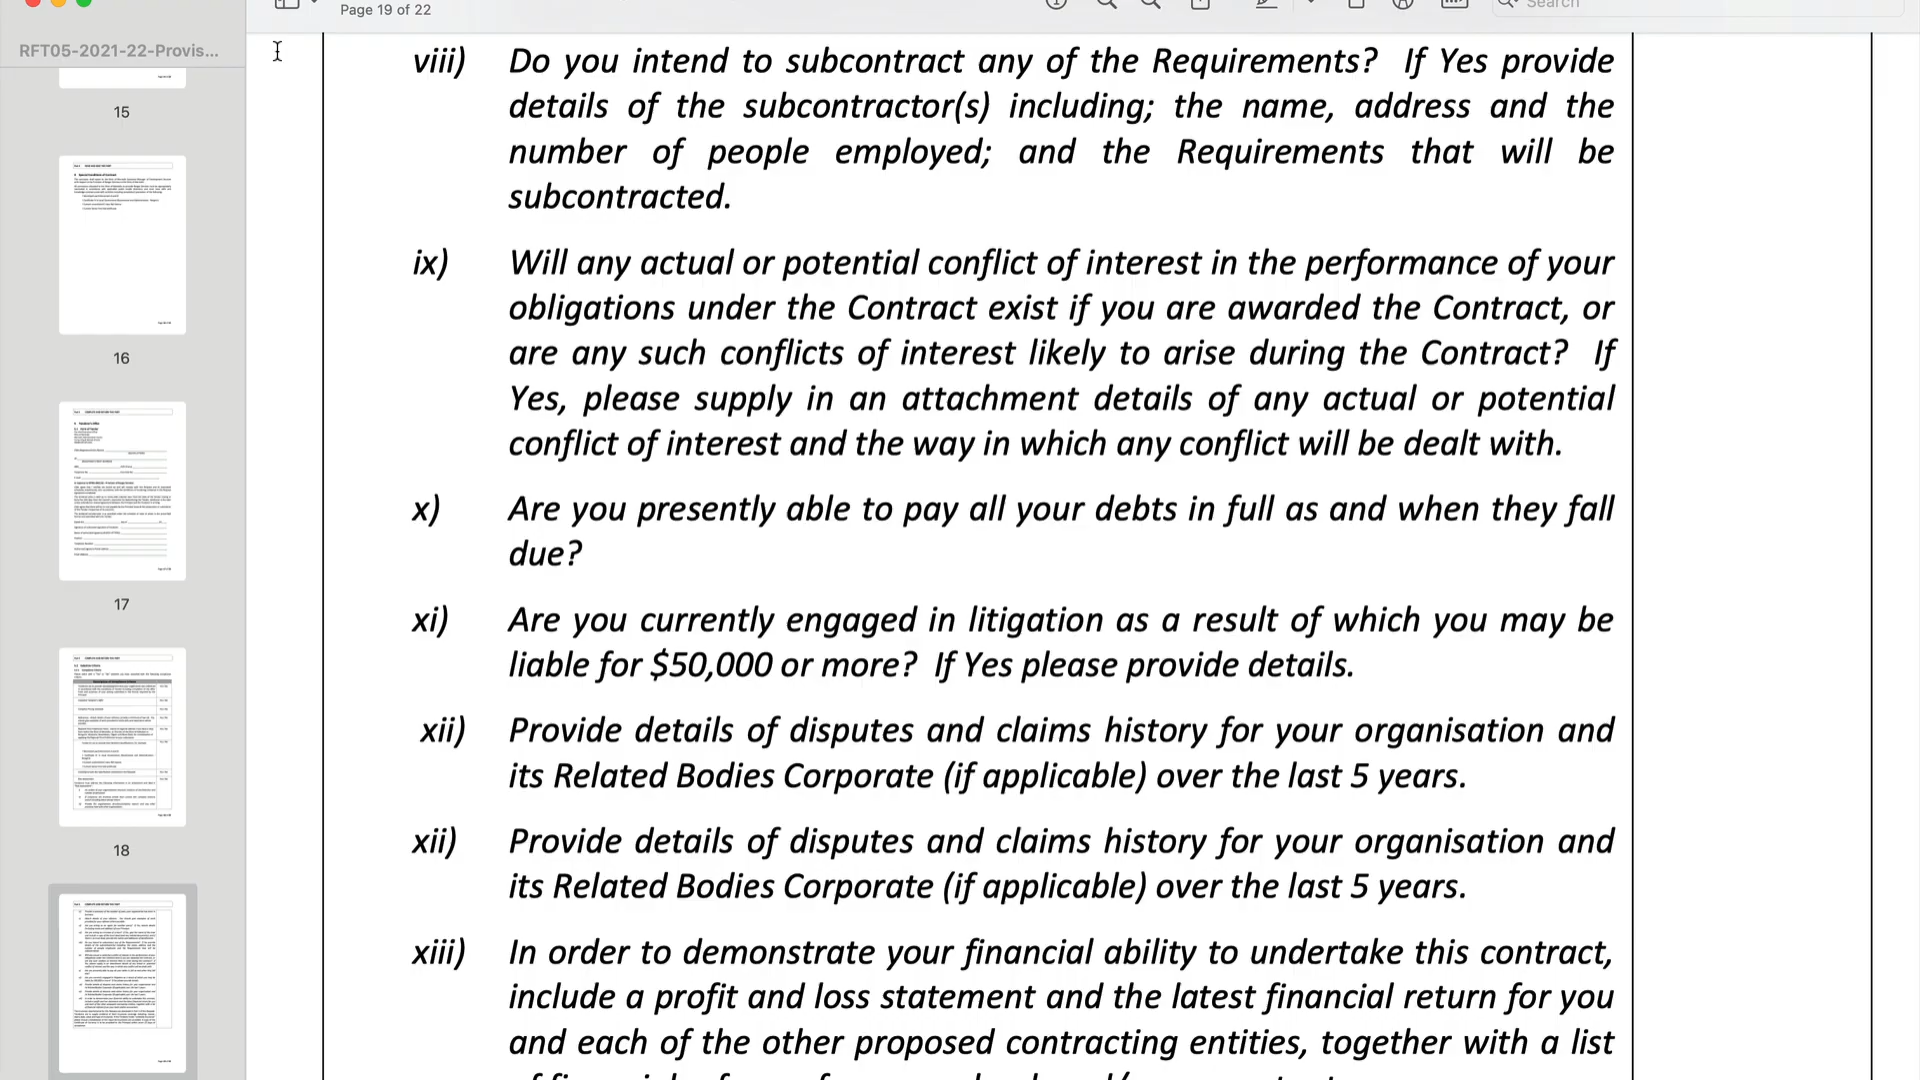 Page 19 of 22
Search
RFT05-2021-22-Provis...
15
16
17
18
viii) Do you intend to subcontract any of the Requirements? If Yes provide
details of the subcontractor(s) including; the name, address and the
number of people employed; and the Requirements that will be
subcontracted.
ix) Will any actual or potential conflict of interest in the performance of your
obligations under the Contract exist if you are awarded the Contract, or
are any such conflicts of interest likely to arise during the Contract? If
Yes, please supply in an attachment details of any actual or potential
conflict of interest and the way in which any conflict will be dealt with.
x) Are you presently able to pay all your debts in full as and when they fall
due?
xi) Are you currently engaged in litigation as a result of which you may be
liable for $50,000 or more? If Yes please provide details.
xii) Provide details of disputes and claims history for your organisation and
its Related Bodies Corporate (if applicable) over the last 5 years.
xii) Provide details of disputes and claims history for your organisation and
its Related Bodies Corporate (if applicable) over the last 5 years.
xiii) In order to demonstrate your financial ability to undertake this contract,
include a profit and loss statement and the latest financial return for you
and each of the other proposed contracting entities, together with a list